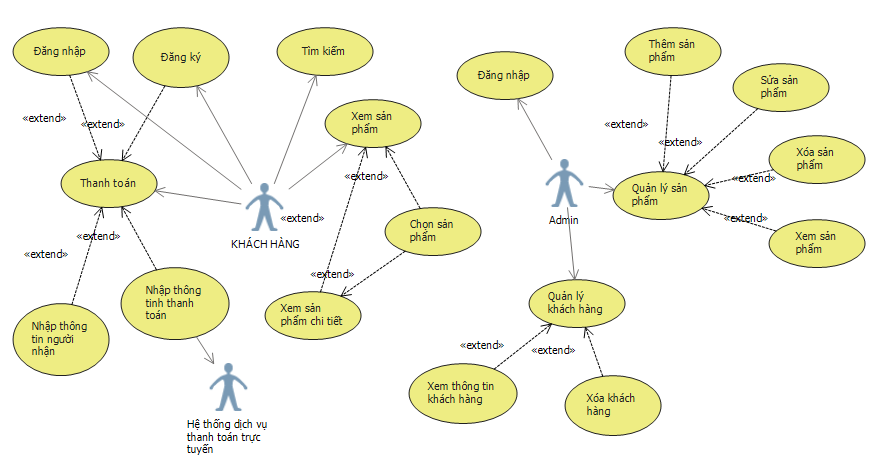 Đăng nhập
Đăng ký
Tìm kiếm
«extend»
«extend»
Xem sản
phẩm
Thanh toán
«extend»
«extend»
KHÁCH HÀNG
Chọn sản
phẩm
«extend»
«extend»
«extend»
Nhập thông
tinh thanh
toán
Xem sản
phẩm chi tiết
Nhập thông
tin người
nhận
Hệ thống dịch vụ
thanh toán trực
tuyến
Đăng nhập
Thêm sản
phẩm
Sửa sản
phẩm
«extend»
«extend»
Xóa sản
phẩm
Admin
Quản lý sản
phẩm
«extend»
«extend»
Xem sản
phẩm
Quản lý
khách hàng
«extend»
«extend»
Xem thông tin
khách hàng
Xóa khách
hàng